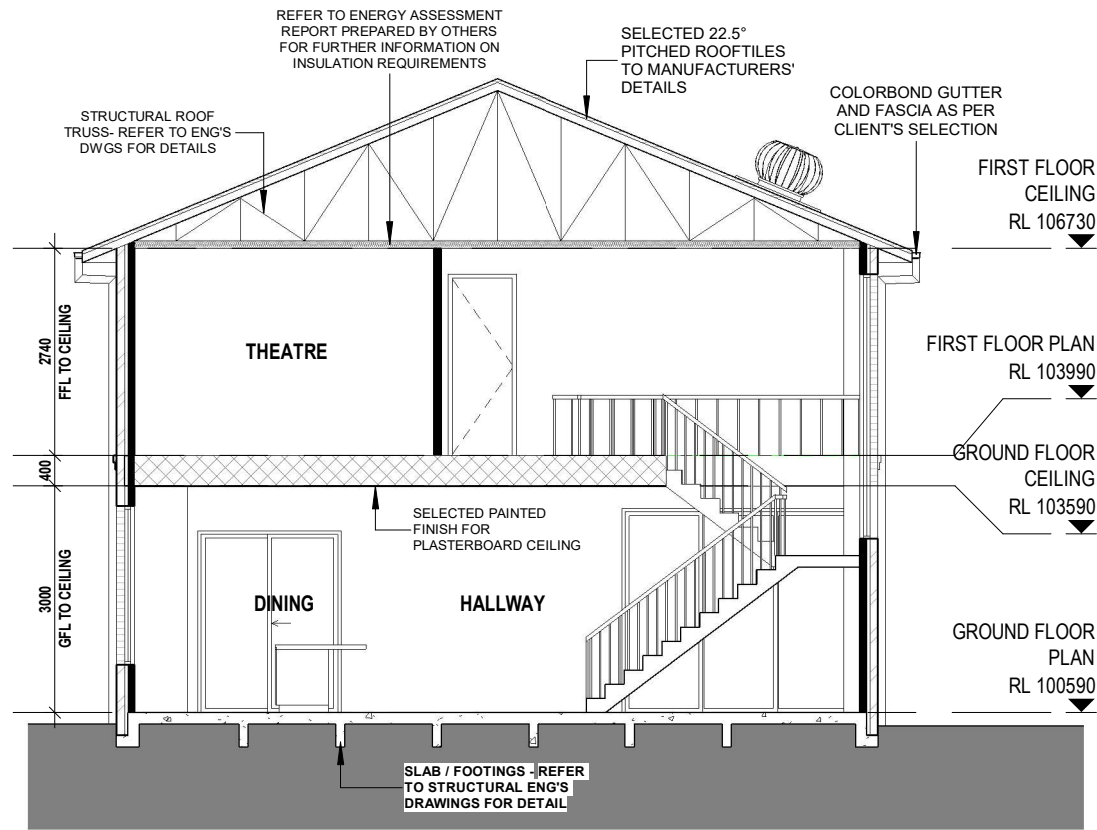 REFER TO ENERGY ASSESSMENT
REPORT PREPARED BY OTHERS
FOR FURTHER INFORMATION ON
INSULATION REQUIREMENTS
SELECTED 22.5°
PITCHED ROOFTILES
TO MANUFACTURERS'
DETAILS
COLORBOND GUTTER
AND FASCIA AS PER
CLIENT'S SELECTION
STRUCTURAL ROOF
TRUSS- REFER TO ENG'S
DWGS FOR DETAILS
FIRST FLOOR
CEILING
RL 106730
2740
FFL TO CEILING
THEATRE
FIRST FLOOR PLAN
RL 103990
400
GROUND FLOOR
CEILING
RL 103590
SELECTED PAINTED
FINISH FOR
PLASTERBOARD CEILING
3000
GFL TO CEILING
DINING
HALLWAY
GROUND FLOOR
PLAN
RL 100590
SLAB / FOOTINGS - REFER
TO STRUCTURAL ENG'S
DRAWINGS FOR DETAIL